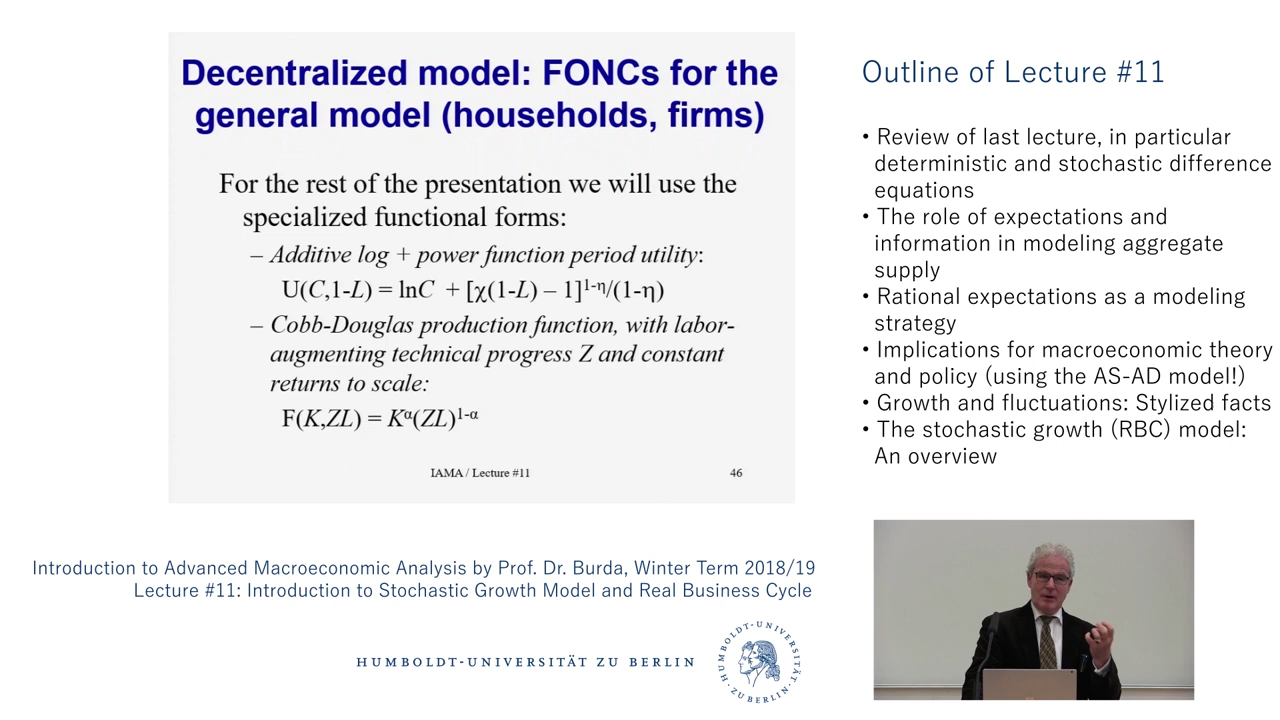 Decentralized model: FONCs for the
general model (households, firms)
For the rest of the presentation we will use the
specialized functional forms:
– Additive log + power function period utility:
U(C,1-L) = lnC + [χ(1-L) – 1]¹⁻η/(1-η)
– Cobb-Douglas production function, with labor-
augmenting technical progress Z and constant
returns to scale:
F(K,ZL) = Kᵅ(ZL)¹⁻ᵅ
IAMA / Lecture #11
46
Outline of Lecture #11
• Review of last lecture, in particular
deterministic and stochastic difference
equations
• The role of expectations and
information in modeling aggregate
supply
• Rational expectations as a modeling
strategy
• Implications for macroeconomic theory
and policy (using the AS-AD model!)
• Growth and fluctuations: Stylized facts
• The stochastic growth (RBC) model:
An overview
Introduction to Advanced Macroeconomic Analysis by Prof. Dr. Burda, Winter Term 2018/19
Lecture #11: Introduction to Stochastic Growth Model and Real Business Cycle
HUMBOLDT-UNIVERSITÄT ZU BERLIN
HUMBOLDT-UNIVERSITÄT · ZU BERLIN ·